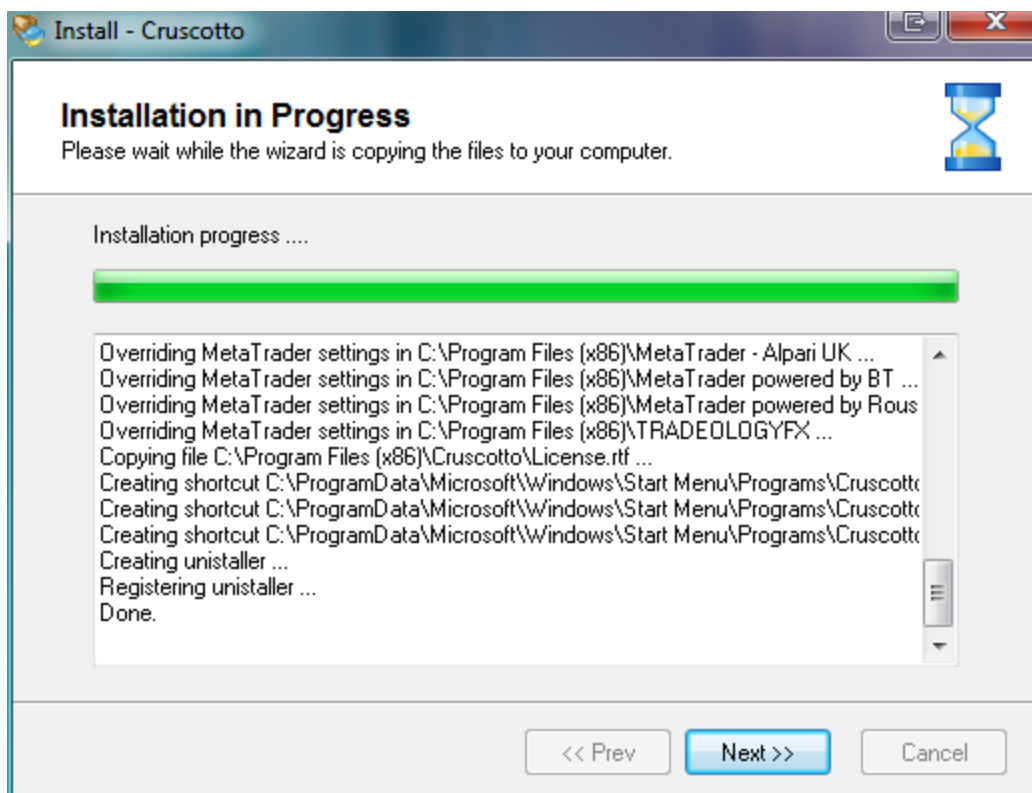 Install - Cruscotto
Installation in Progress
Please wait while the wizard is copying the files to your computer.
Installation progress ....
Overriding MetaTrader settings in C:\Program Files (x86)\MetaTrader - Alpari UK ...
Overriding MetaTrader settings in C:\Program Files (x86)\MetaTrader powered by BT ...
Overriding MetaTrader settings in C:\Program Files (x86)\MetaTrader powered by Rous
Overriding MetaTrader settings in C:\Program Files (x86)\TRADEOLOGYFX ...
Copying file C:\Program Files (x86)\Cruscotto\License.rtf ...
Creating shortcut C:\ProgramData\Microsoft\Windows\Start Menu\Programs\Cruscotto
Creating shortcut C:\ProgramData\Microsoft\Windows\Start Menu\Programs\Cruscotto
Creating shortcut C:\ProgramData\Microsoft\Windows\Start Menu\Programs\Cruscotto
Creating unistaller ...
Registering unistaller ...
Done.
<< Prev
Next >>
Cancel